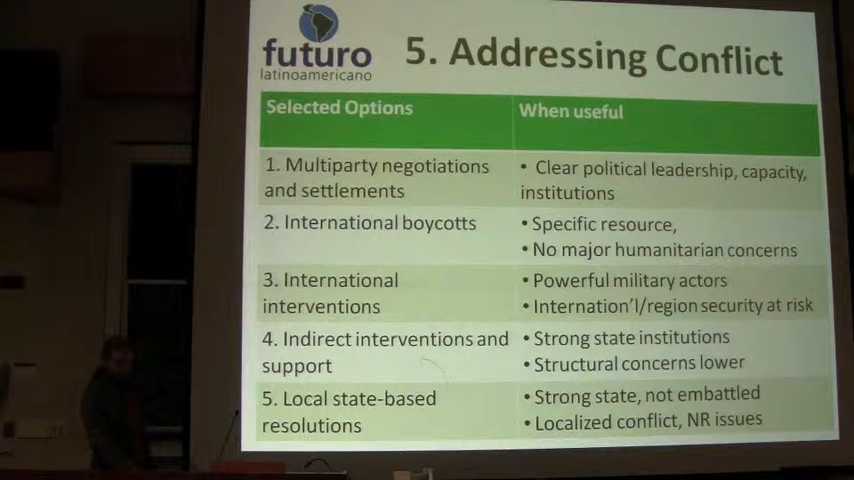 futuro
latinoamericano
5. Addressing Conflict
Selected Options
When useful
1. Multiparty negotiations
and settlements
• Clear political leadership, capacity,
institutions
2. International boycotts
• Specific resource,
• No major humanitarian concerns
3. International
interventions
• Powerful military actors
• Internation'l/region security at risk
4. Indirect interventions and
support
• Strong state institutions
• Structural concerns lower
5. Local state-based
resolutions
• Strong state, not embattled
• Localized conflict, NR issues